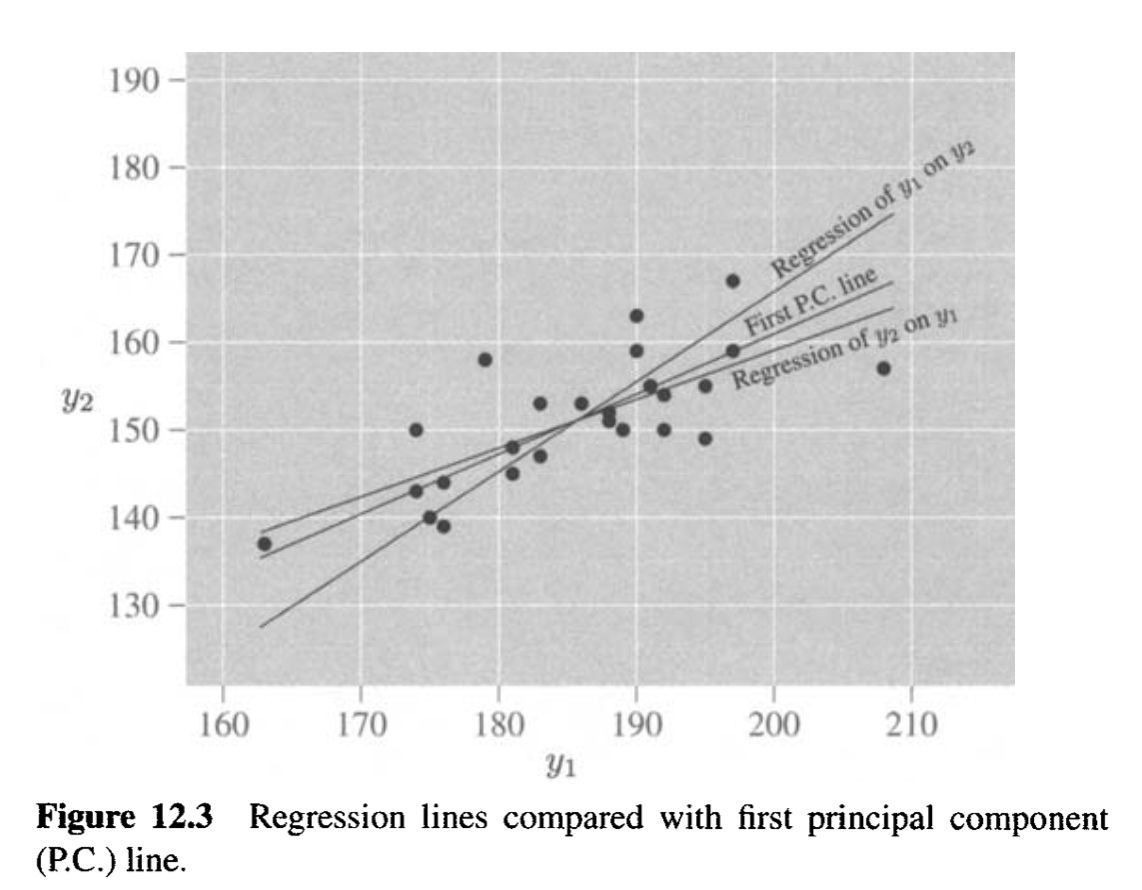 190
180
170
160
150
140
130
y₂
Regression of y₁ on y₂
First P.C. line
Regression of y₂ on y₁
160 170 180 190 200 210
y₁
Figure 12.3 Regression lines compared with first principal component
(P.C.) line.